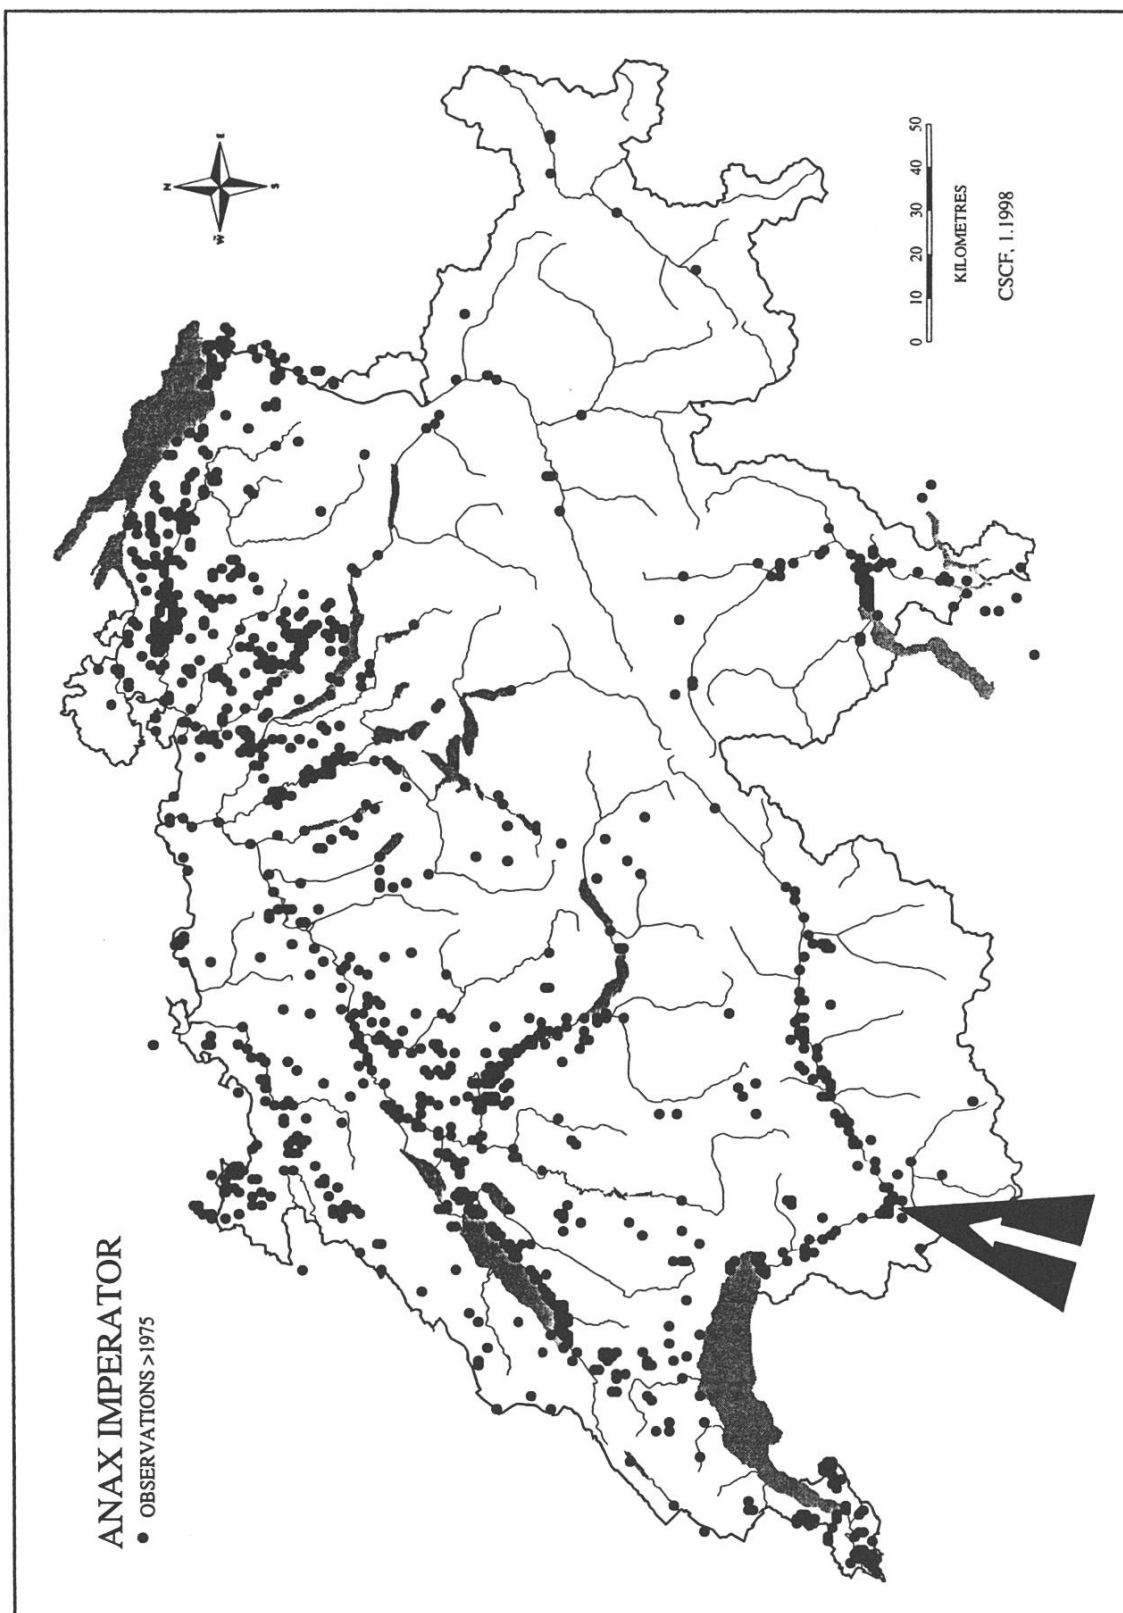 ANAX IMPERATOR
● OBSERVATIONS >1975
N
W
E
S
0 10 20 30 40 50
KILOMETRES
CSCF, 1.1998